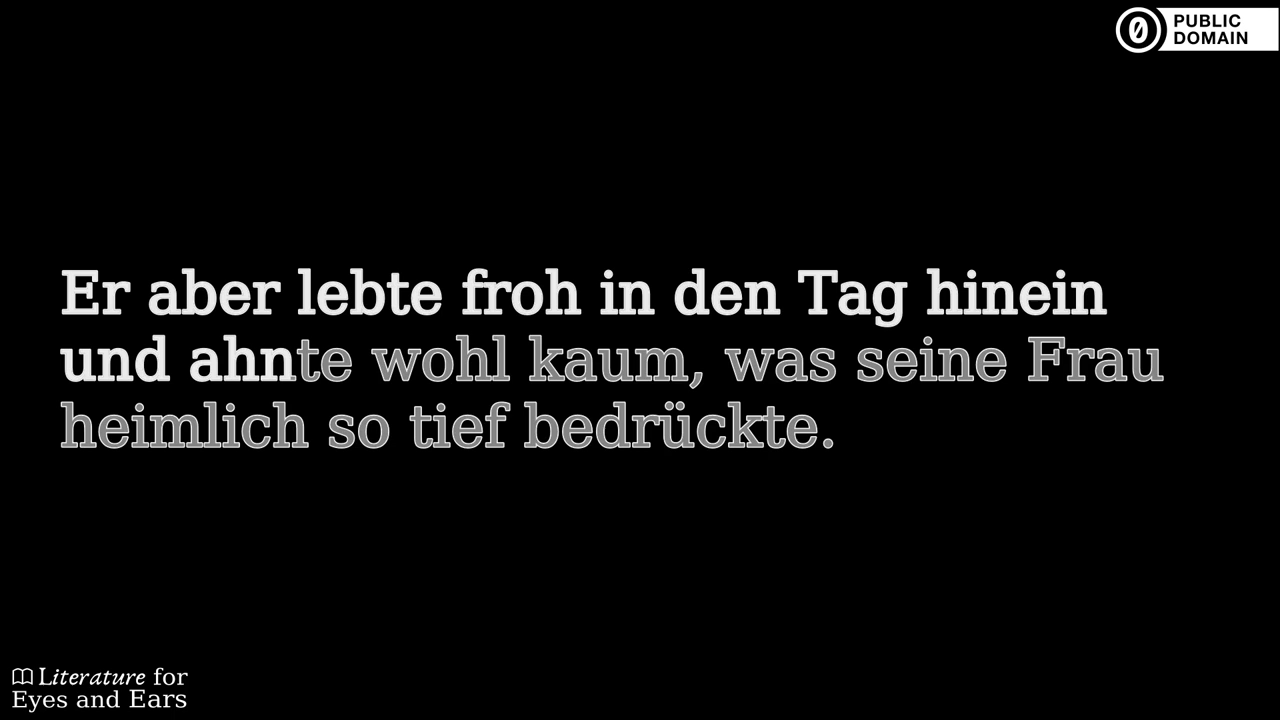 PUBLIC
DOMAIN
Er aber lebte froh in den Tag hinein
und ahnte wohl kaum, was seine Frau
heimlich so tief bedrückte.
Literature for
Eyes and Ears